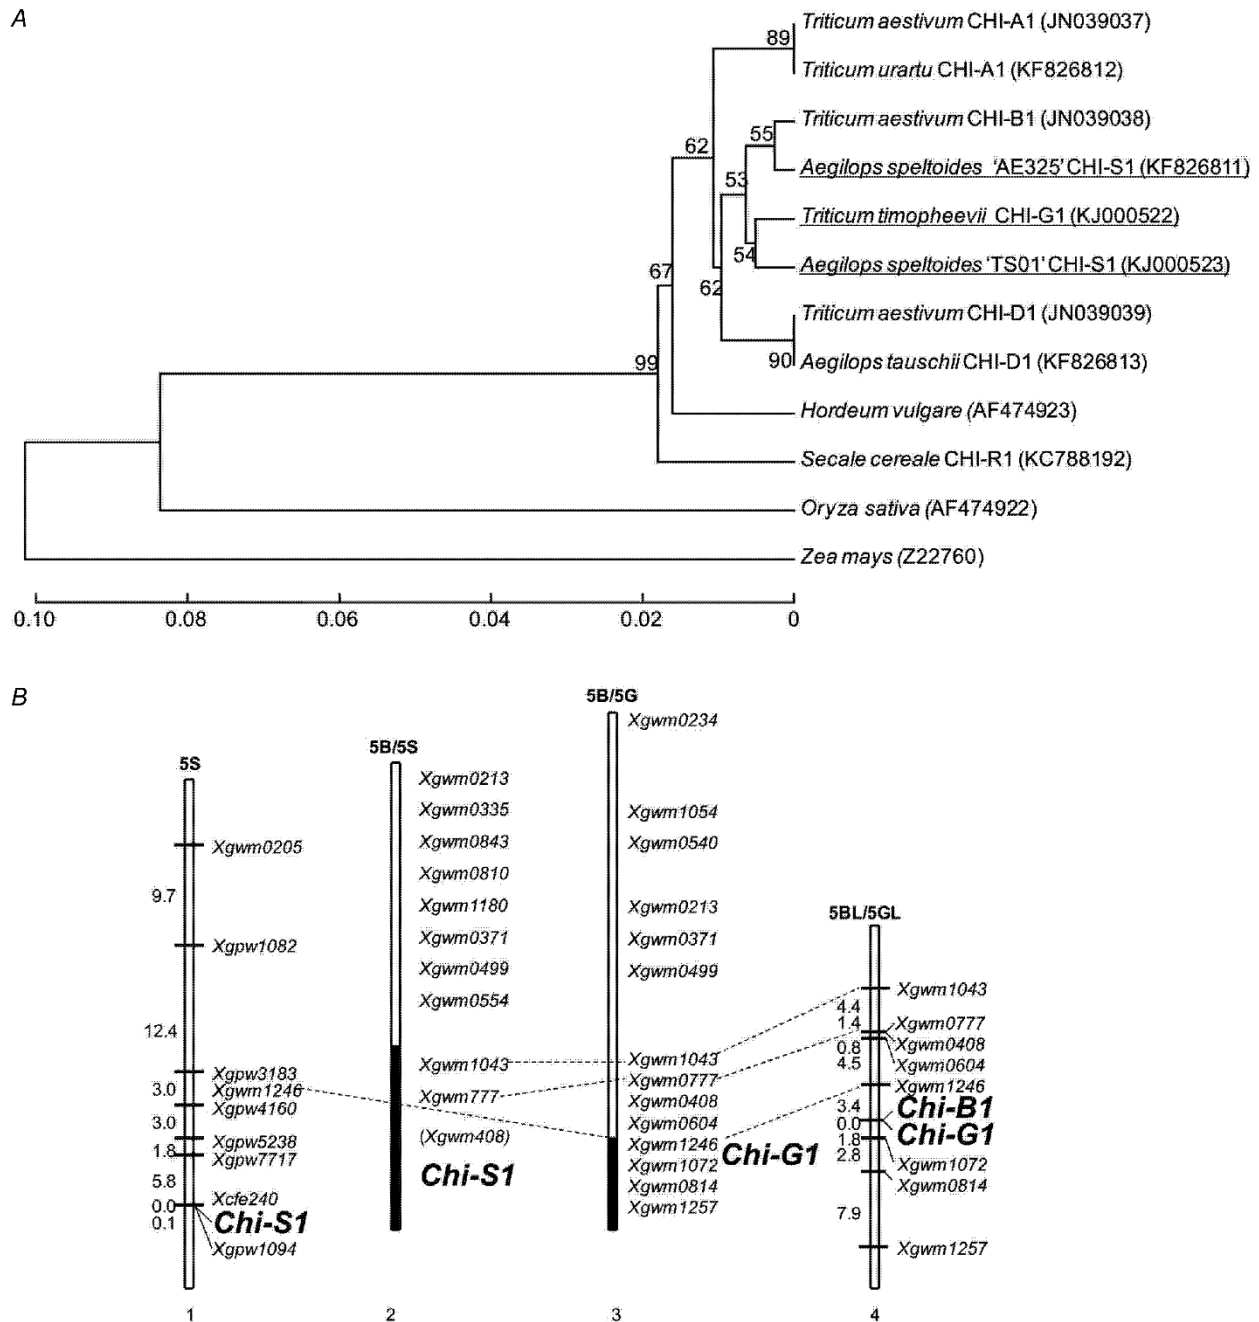 A
Triticum aestivum CHI-A1 (JN039037)
89
Triticum urartu CHI-A1 (KF826812)
Triticum aestivum CHI-B1 (JN039038)
55
62
Aegilops speltoides 'AE325' CHI-S1 (KF826811)
53
Triticum timopheevii CHI-G1 (KJ000522)
54
67
Aegilops speltoides 'TS01' CHI-S1 (KJ000523)
62
Triticum aestivum CHI-D1 (JN039039)
99
90
Aegilops tauschii CHI-D1 (KF826813)
Hordeum vulgare (AF474923)
Secale cereale CHI-R1 (KC788192)
Oryza sativa (AF474922)
Zea mays (Z22760)
0.10 0.08 0.06 0.04 0.02 0
B
5S
Xgwm0205
9.7
Xgpw1082
12.4
Xgpw3183
3.0
Xgwm1246
Xgpw4160
3.0
Xgpw5238
1.8
Xgpw7717
5.8
Xcfe240
0.0
Chi-S1
0.1
Xgpw1094
1
5B/5S
Xgwm0213
Xgwm0335
Xgwm0843
Xgwm0810
Xgwm1180
Xgwm0371
Xgwm0499
Xgwm0554
Xgwm1043
Xgwm777
(Xgwm408)
Chi-S1
2
5B/5G
Xgwm0234
Xgwm1054
Xgwm0540
Xgwm0213
Xgwm0371
Xgwm0499
Xgwm1043
Xgwm0777
Xgwm0408
Xgwm0604
Xgwm1246
Chi-G1
Xgwm1072
Xgwm0814
Xgwm1257
3
5BL/5GL
Xgwm1043
4.4
1.4
Xgwm0777
0.8
Xgwm0408
4.5
Xgwm0604
Xgwm1246
3.4
Chi-B1
0.0
Chi-G1
1.8
2.8
Xgwm1072
Xgwm0814
7.9
Xgwm1257
4